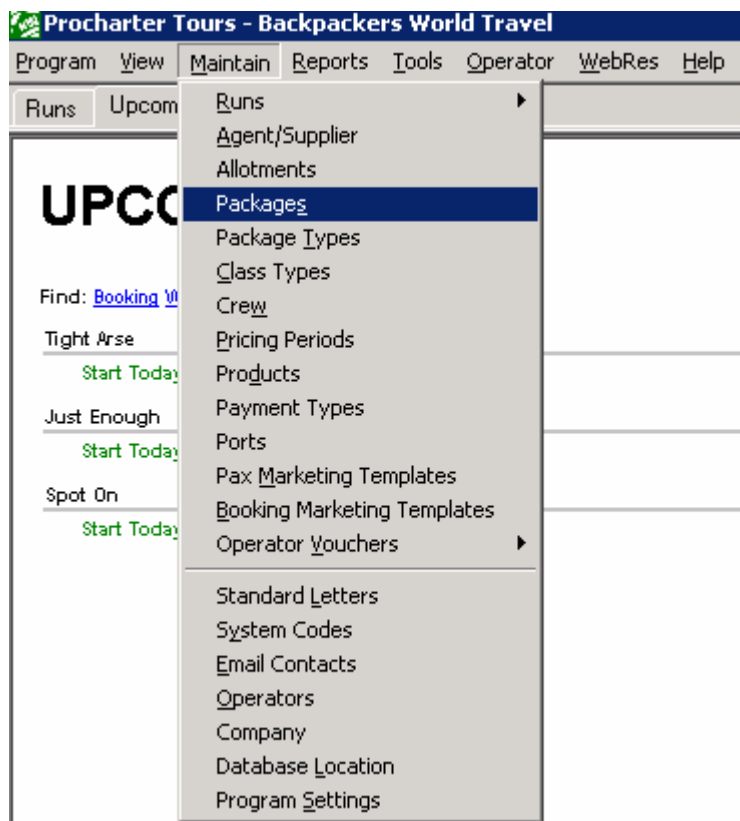 Procharter Tours - Backpackers World Travel
Program View Maintain Reports Tools Operator WebRes Help
Runs Upcom
Runs
Agent/Supplier
Allotments
Packages
Package Types
Class Types
Crew
Pricing Periods
Products
Payment Types
Ports
Pax Marketing Templates
Booking Marketing Templates
Operator Vouchers
Standard Letters
System Codes
Email Contacts
Operators
Company
Database Location
Program Settings
UPCO
Find: Booking
Tight Arse
Start Today
Just Enough
Start Today
Spot On
Start Today